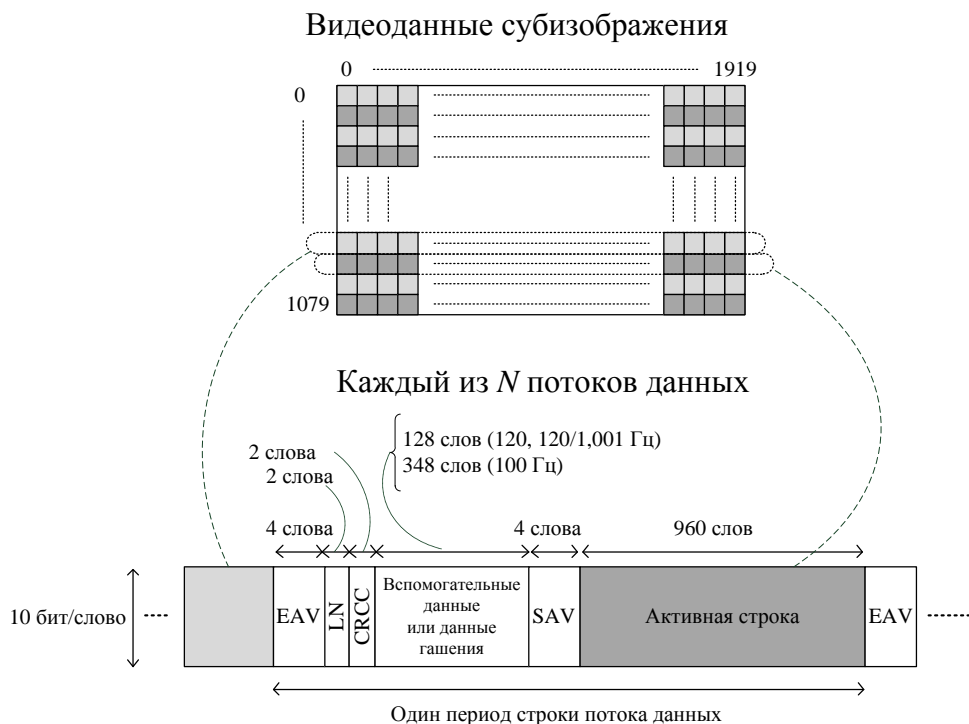 Видеоданные субизображения
0
1919
0
1079
Каждый из N потоков данных
128 слов (120, 120/1,001 Гц)
348 слов (100 Гц)
2 слова
2 слова
4 слова
4 слова
960 слов
10 бит/слово
EAV
LN
CRCC
Вспомогательные
данные
или данные
гашения
SAV
Активная строка
EAV
Один период строки потока данных